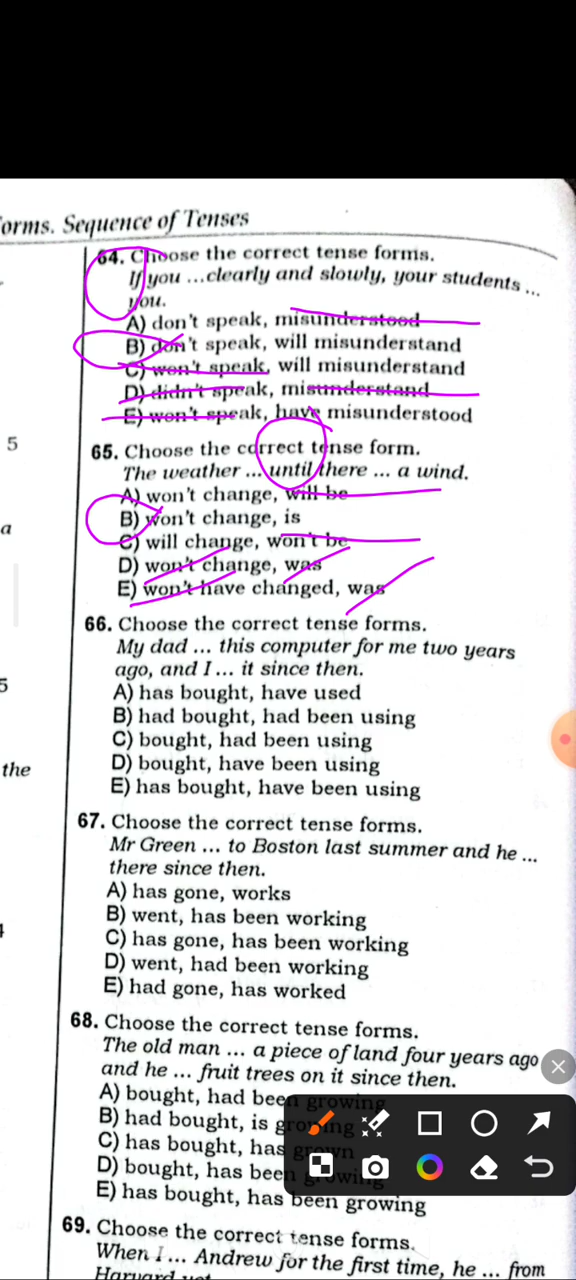 orms. Sequence of Tenses
64. Choose the correct tense forms.
If you ...clearly and slowly, your students ...
you.
A) don't speak, misunderstood
B) don't speak, will misunderstand
C) won't speak, will misunderstand
D) didn't speak, misunderstand
E) won't speak, have misunderstood
5
65. Choose the correct tense form.
The weather ... until there ... a wind.
A) won't change, will be
B) won't change, is
a
C) will change, won't be
D) won't change, was
E) won't have changed, was
66. Choose the correct tense forms.
My dad ... this computer for me two years
ago, and I ... it since then.
5
A) has bought, have used
B) had bought, had been using
C) bought, had been using
the
D) bought, have been using
E) has bought, have been using
67. Choose the correct tense forms.
Mr Green ... to Boston last summer and he ...
there since then.
A) has gone, works
B) went, has been working
C) has gone, has been working
D) went, had been working
E) had gone, has worked
68. Choose the correct tense forms.
The old man ... a piece of land four years ago
and he ... fruit trees on it since then.
A) bought, had been growing
B) had bought, is growing
C) has bought, has grown
D) bought, has been growing
E) has bought, has been growing
69. Choose the correct tense forms.
When I ... Andrew for the first time, he ... from